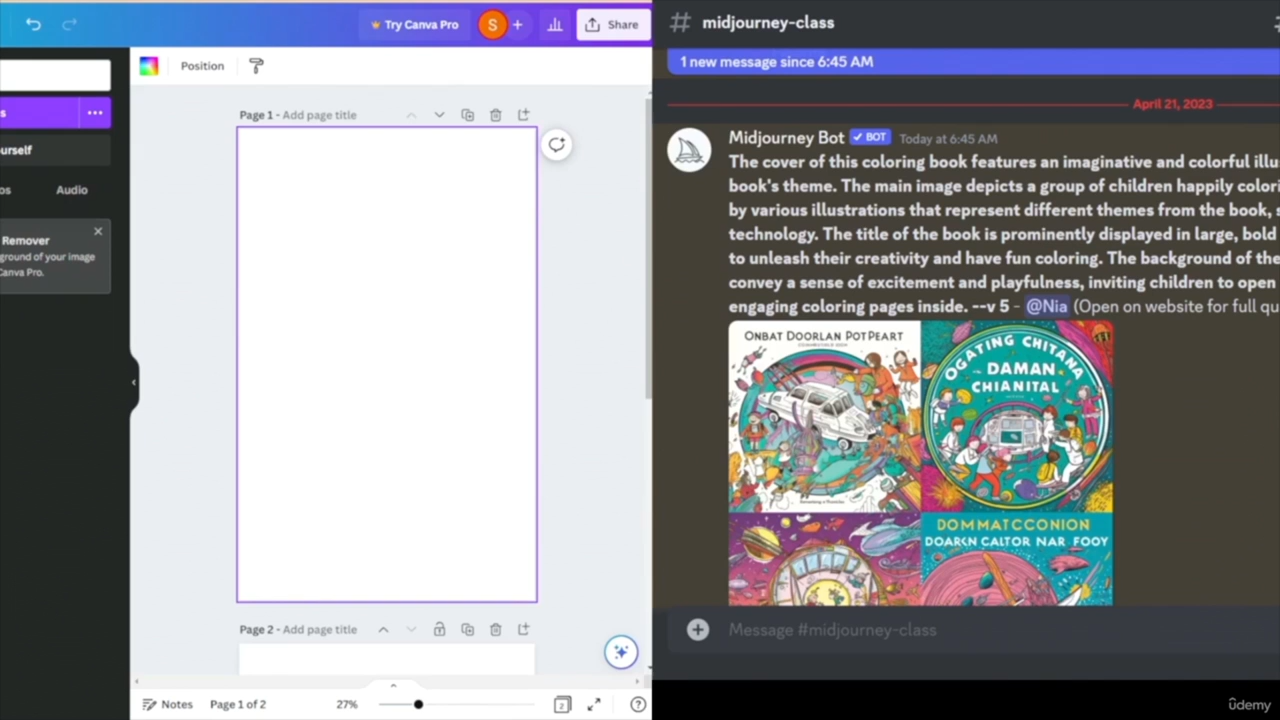 Try Canva Pro
S
Share
s
ourself
os
Audio
Remover
ground of your image
Canva Pro.
Position
Page 1 - Add page title
Page 2 - Add page title
Notes
Page 1 of 2
27%
2
midjourney-class
1 new message since 6:45 AM
April 21, 2023
Midjourney Bot BOT Today at 6:45 AM
The cover of this coloring book features an imaginative and colorful illu
book's theme. The main image depicts a group of children happily colori
by various illustrations that represent different themes from the book, s
technology. The title of the book is prominently displayed in large, bold
to unleash their creativity and have fun coloring. The background of the
convey a sense of excitement and playfulness, inviting children to open
engaging coloring pages inside. --v 5 - @Nia (Open on website for full qu
ONBAT DOORLAN POTPEART
OGATING CHITANA
DAMAN
CHIANITAL
DOMMATCCONION
DOARKN CALTOR NAR FOOY
Message #midjourney-class
ûdemy